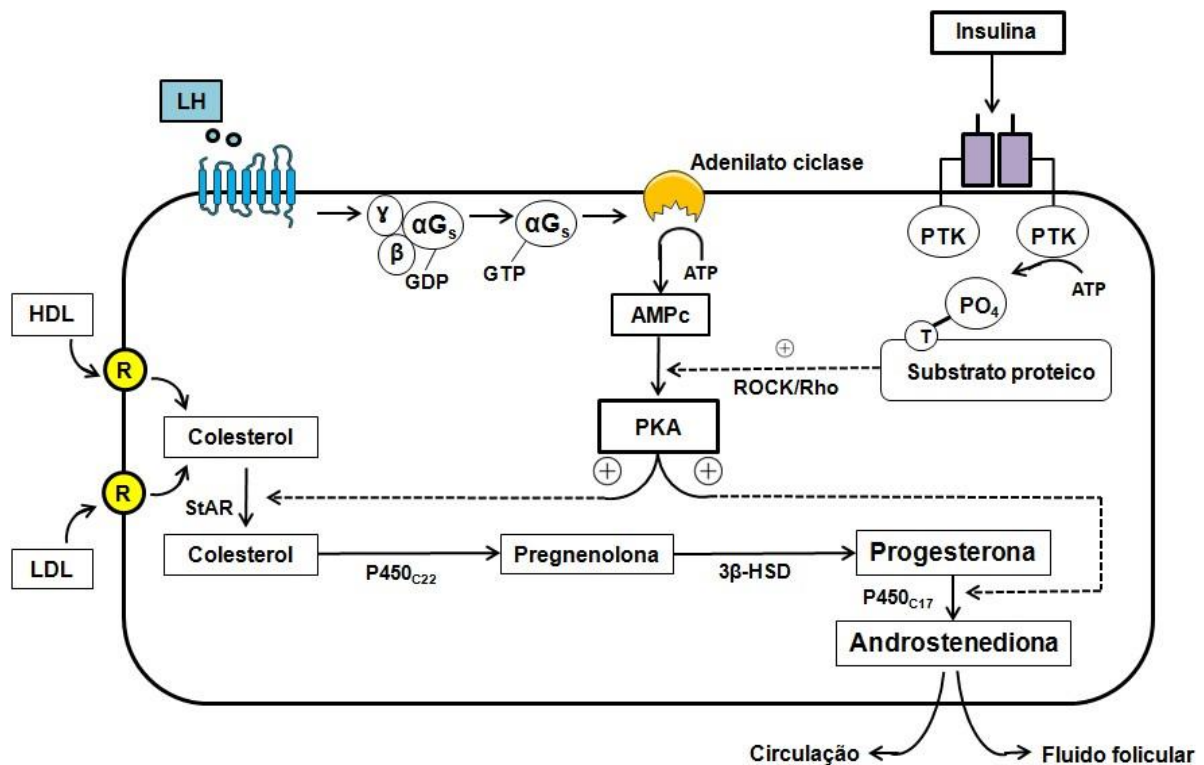 Insulina
LH
Adenilato ciclase
Ɣ
αGs
β
GDP
αGs
GTP
ATP
PTK
PTK
ATP
PO4
T
Substrato proteico
AMPc
+
ROCK/Rho
HDL
R
PKA
+
+
Colesterol
R
StAR
LDL
Colesterol
P450C22
Pregnenolona
3β-HSD
Progesterona
P450C17
Androstenediona
Circulação
Fluido folicular